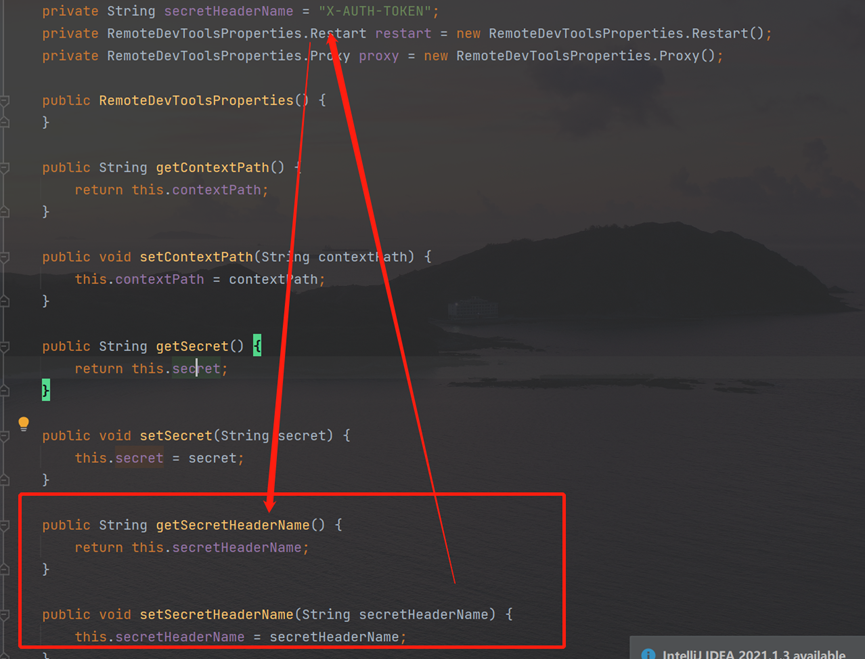 private String secretHeaderName = "X-AUTH-TOKEN";
private RemoteDevToolsProperties.Restart restart = new RemoteDevToolsProperties.Restart();
private RemoteDevToolsProperties.Proxy proxy = new RemoteDevToolsProperties.Proxy();
public RemoteDevToolsProperties() {
}
public String getContextPath() {
return this.contextPath;
}
public void setContextPath(String contextPath) {
this.contextPath = contextPath;
}
public String getSecret() {
return this.secret;
}
public void setSecret(String secret) {
this.secret = secret;
}
public String getSecretHeaderName() {
return this.secretHeaderName;
}
public void setSecretHeaderName(String secretHeaderName) {
this.secretHeaderName = secretHeaderName;
}
IntelliJ IDEA 2021.1.3 available